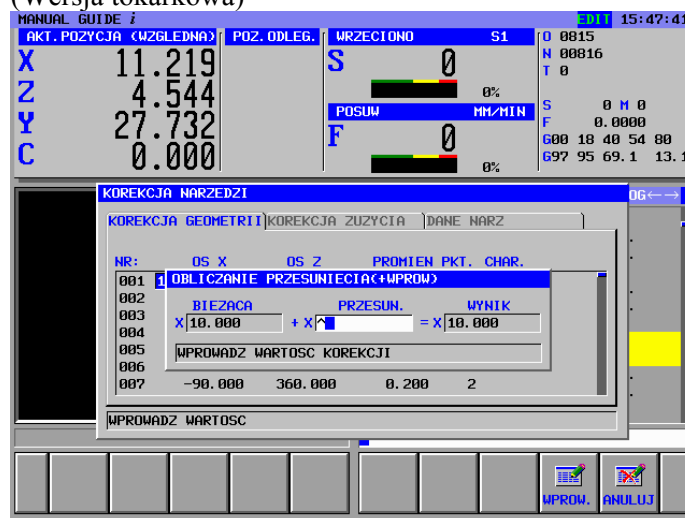 (Wersja tokarkowa)
MANUAL GUIDE i EDIT 15:47:41
AKT.POZYCJA (WZGLEDNA) POZ.ODLEG. WRZECIONO S1 O 0815
X 11.219 S 0 N 00816
T 0
Z 4.544 0% S 0 M 0
Y 27.732 POSUW MM/MIN F 0.0000
C 0.000 F 0 G00 18 40 54 80
0% G97 95 69.1 13.1
KOREKCJA NARZEDZI OG←→
KOREKCJA GEOMETRII KOREKCJA ZUZYCIA DANE NARZ
NR: OS X OS Z PROMIEN PKT. CHAR.
001 1 OBLICZANIE PRZESUNIECIA(+WPROW)
002 BIEZACA PRZESUN. WYNIK
003 X 10.000 + X ^ = X 10.000
004
005 WPROWADZ WARTOSC KOREKCJI
006
007 -90.000 360.000 0.200 2
WPROWADZ WARTOSC
WPROW. ANULUJ